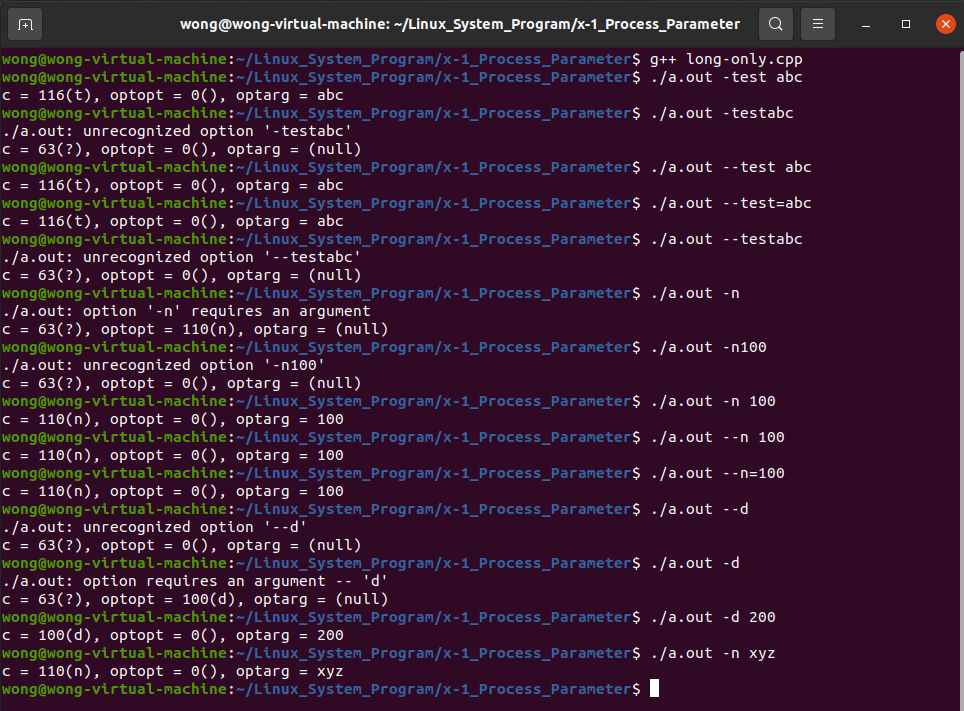 wong@wong-virtual-machine: ~/Linux_System_Program/x-1_Process_Parameter
wong@wong-virtual-machine:~/Linux_System_Program/x-1_Process_Parameter$ g++ long-only.cpp
wong@wong-virtual-machine:~/Linux_System_Program/x-1_Process_Parameter$ ./a.out -test abc
c = 116(t), optopt = 0(), optarg = abc
wong@wong-virtual-machine:~/Linux_System_Program/x-1_Process_Parameter$ ./a.out -testabc
./a.out: unrecognized option '-testabc'
c = 63(?), optopt = 0(), optarg = (null)
wong@wong-virtual-machine:~/Linux_System_Program/x-1_Process_Parameter$ ./a.out --test abc
c = 116(t), optopt = 0(), optarg = abc
wong@wong-virtual-machine:~/Linux_System_Program/x-1_Process_Parameter$ ./a.out --test=abc
c = 116(t), optopt = 0(), optarg = abc
wong@wong-virtual-machine:~/Linux_System_Program/x-1_Process_Parameter$ ./a.out --testabc
./a.out: unrecognized option '--testabc'
c = 63(?), optopt = 0(), optarg = (null)
wong@wong-virtual-machine:~/Linux_System_Program/x-1_Process_Parameter$ ./a.out -n
./a.out: option '-n' requires an argument
c = 63(?), optopt = 110(n), optarg = (null)
wong@wong-virtual-machine:~/Linux_System_Program/x-1_Process_Parameter$ ./a.out -n100
./a.out: unrecognized option '-n100'
c = 63(?), optopt = 0(), optarg = (null)
wong@wong-virtual-machine:~/Linux_System_Program/x-1_Process_Parameter$ ./a.out -n 100
c = 110(n), optopt = 0(), optarg = 100
wong@wong-virtual-machine:~/Linux_System_Program/x-1_Process_Parameter$ ./a.out --n 100
c = 110(n), optopt = 0(), optarg = 100
wong@wong-virtual-machine:~/Linux_System_Program/x-1_Process_Parameter$ ./a.out --n=100
c = 110(n), optopt = 0(), optarg = 100
wong@wong-virtual-machine:~/Linux_System_Program/x-1_Process_Parameter$ ./a.out --d
./a.out: unrecognized option '--d'
c = 63(?), optopt = 0(), optarg = (null)
wong@wong-virtual-machine:~/Linux_System_Program/x-1_Process_Parameter$ ./a.out -d
./a.out: option requires an argument -- 'd'
c = 63(?), optopt = 100(d), optarg = (null)
wong@wong-virtual-machine:~/Linux_System_Program/x-1_Process_Parameter$ ./a.out -d 200
c = 100(d), optopt = 0(), optarg = 200
wong@wong-virtual-machine:~/Linux_System_Program/x-1_Process_Parameter$ ./a.out -n xyz
c = 110(n), optopt = 0(), optarg = xyz
wong@wong-virtual-machine:~/Linux_System_Program/x-1_Process_Parameter$